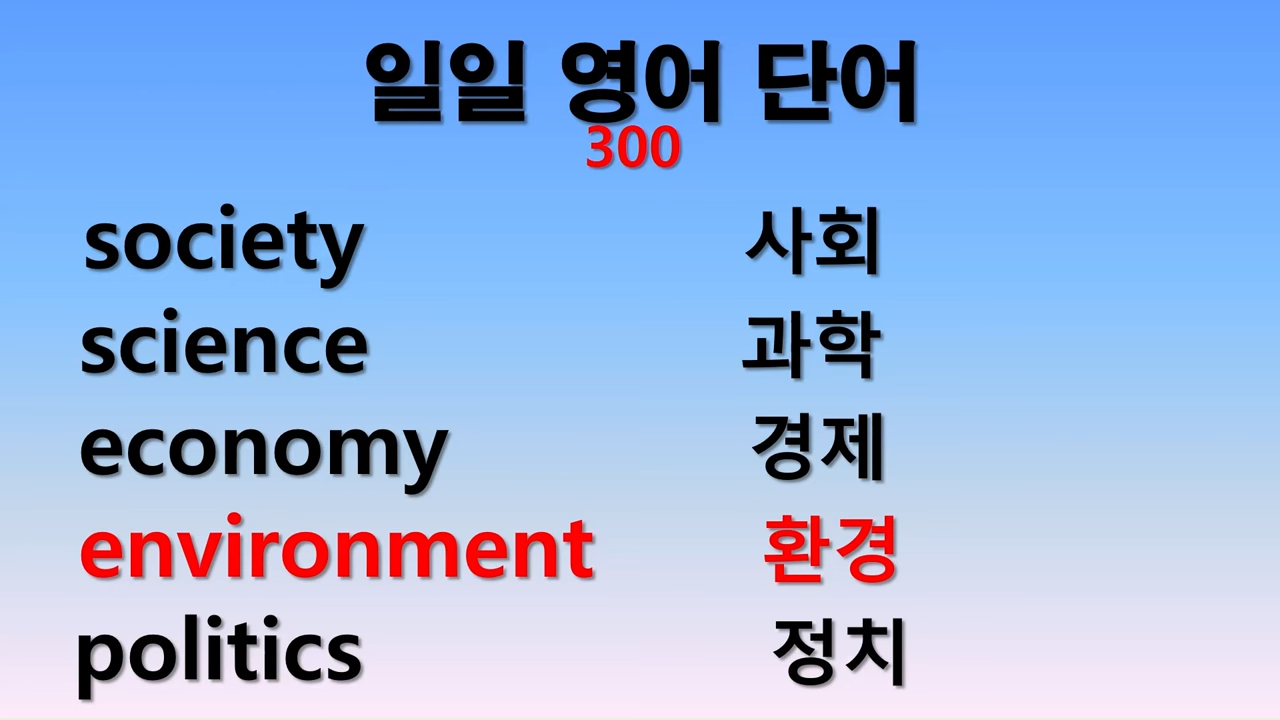 일일 영어 단어
300
society 사회
science 과학
economy 경제
environment 환경
politics 정치